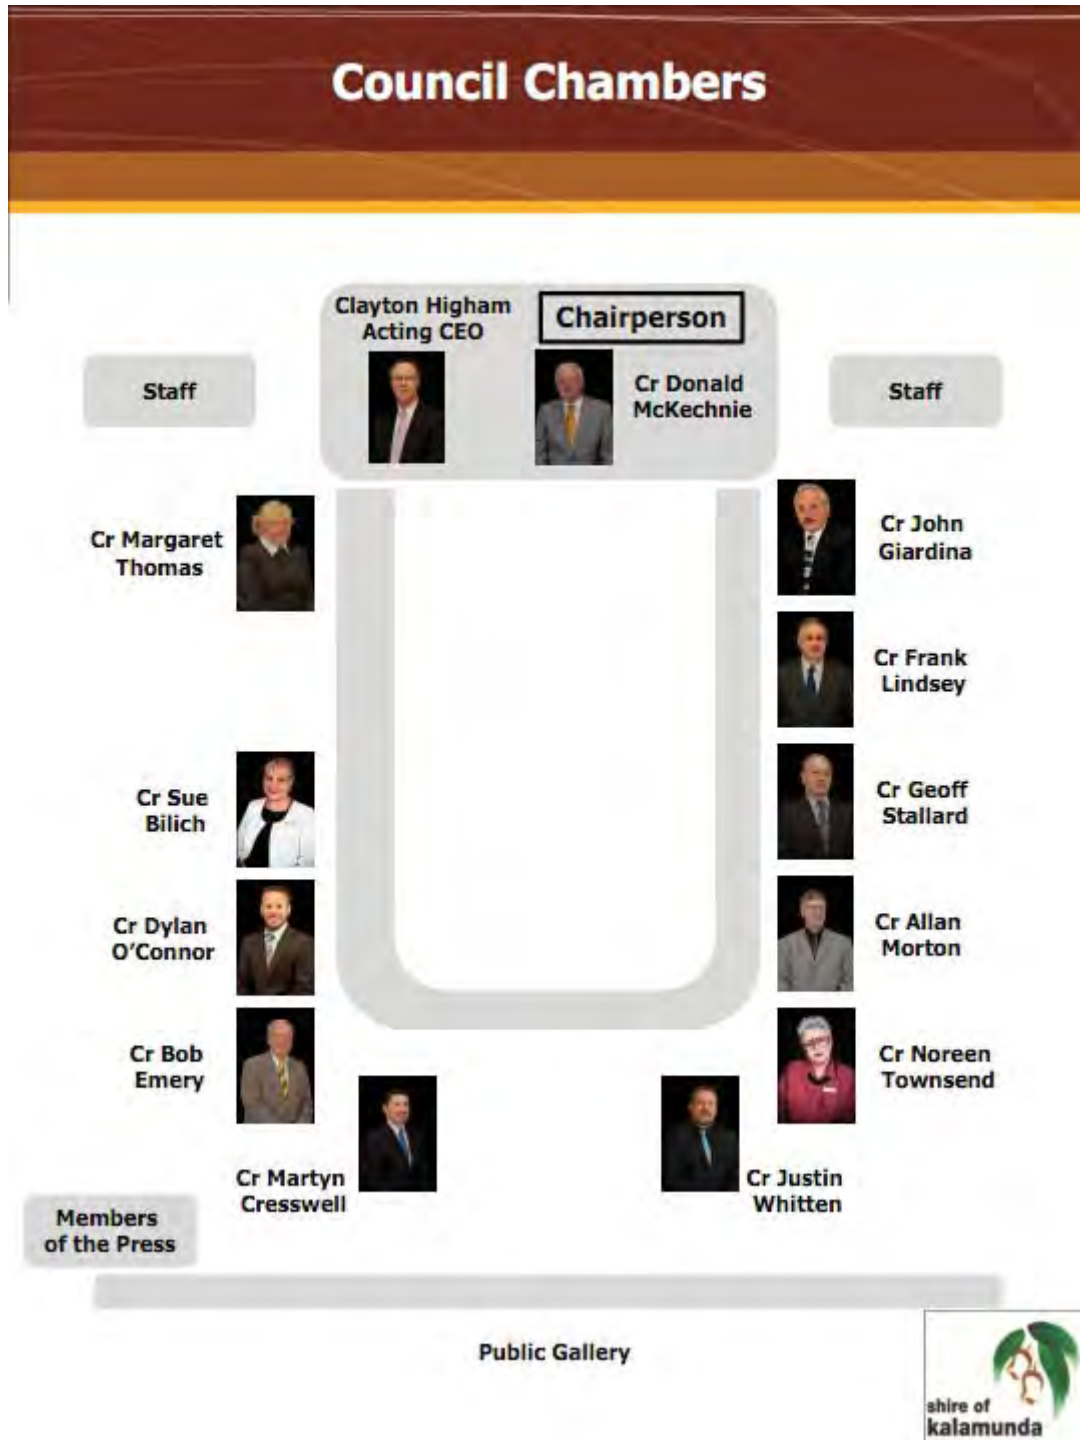 Council Chambers
Clayton Higham
Acting CEO
Chairperson
Cr Donald
McKechnie
Staff
Staff
Cr Margaret
Thomas
Cr John
Giardina
Cr Frank
Lindsey
Cr Sue
Bilich
Cr Geoff
Stallard
Cr Dylan
O'Connor
Cr Allan
Morton
Cr Bob
Emery
Cr Noreen
Townsend
Cr Martyn
Cresswell
Cr Justin
Whitten
Members
of the Press
Public Gallery
shire of
kalamunda